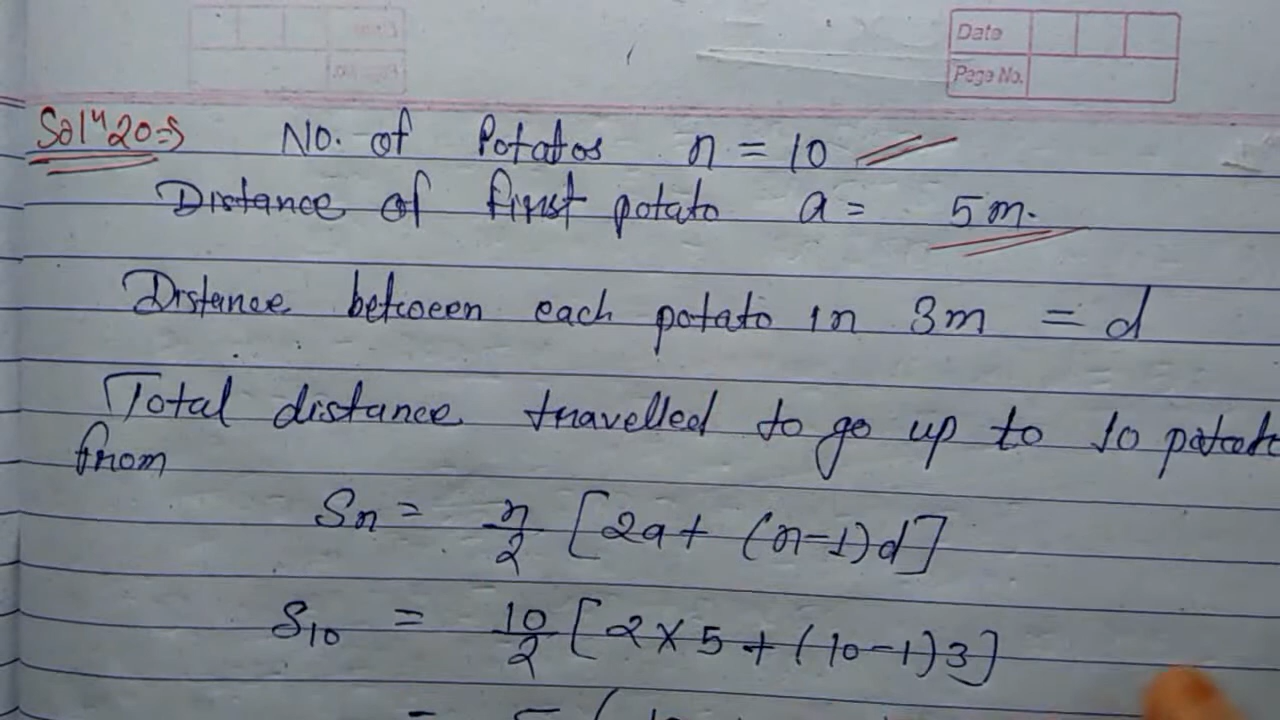 Date
Page No.
Solⁿ 20⇒ No. of Potatos n = 10
Distance of first potato a = 5m.
Distance between each potato in 3m = d
Total distance travelled to go up to 10 potato
from
Sn = n/2 [2a + (n-1)d]
S10 = 10/2 [2×5+(10-1)3]